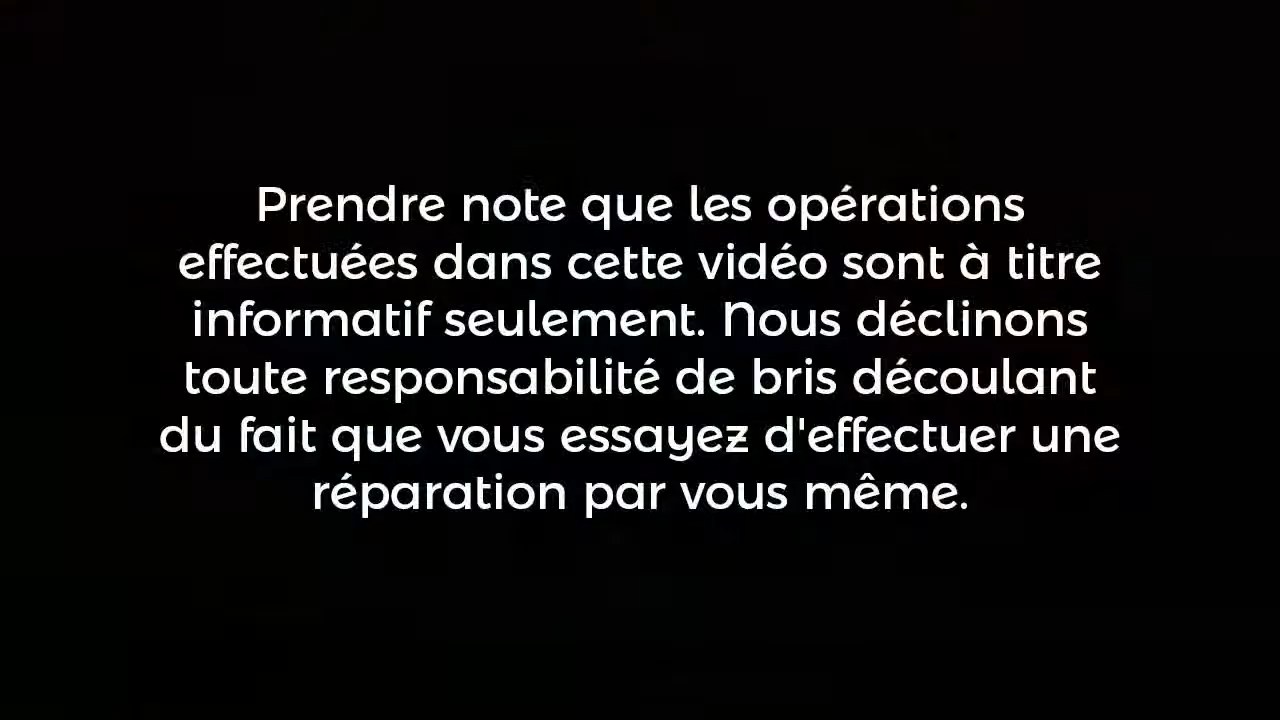 Prendre note que les opérations
effectuées dans cette vidéo sont à titre
informatif seulement. Nous déclinons
toute responsabilité de bris découlant
du fait que vous essayez d'effectuer une
réparation par vous même.